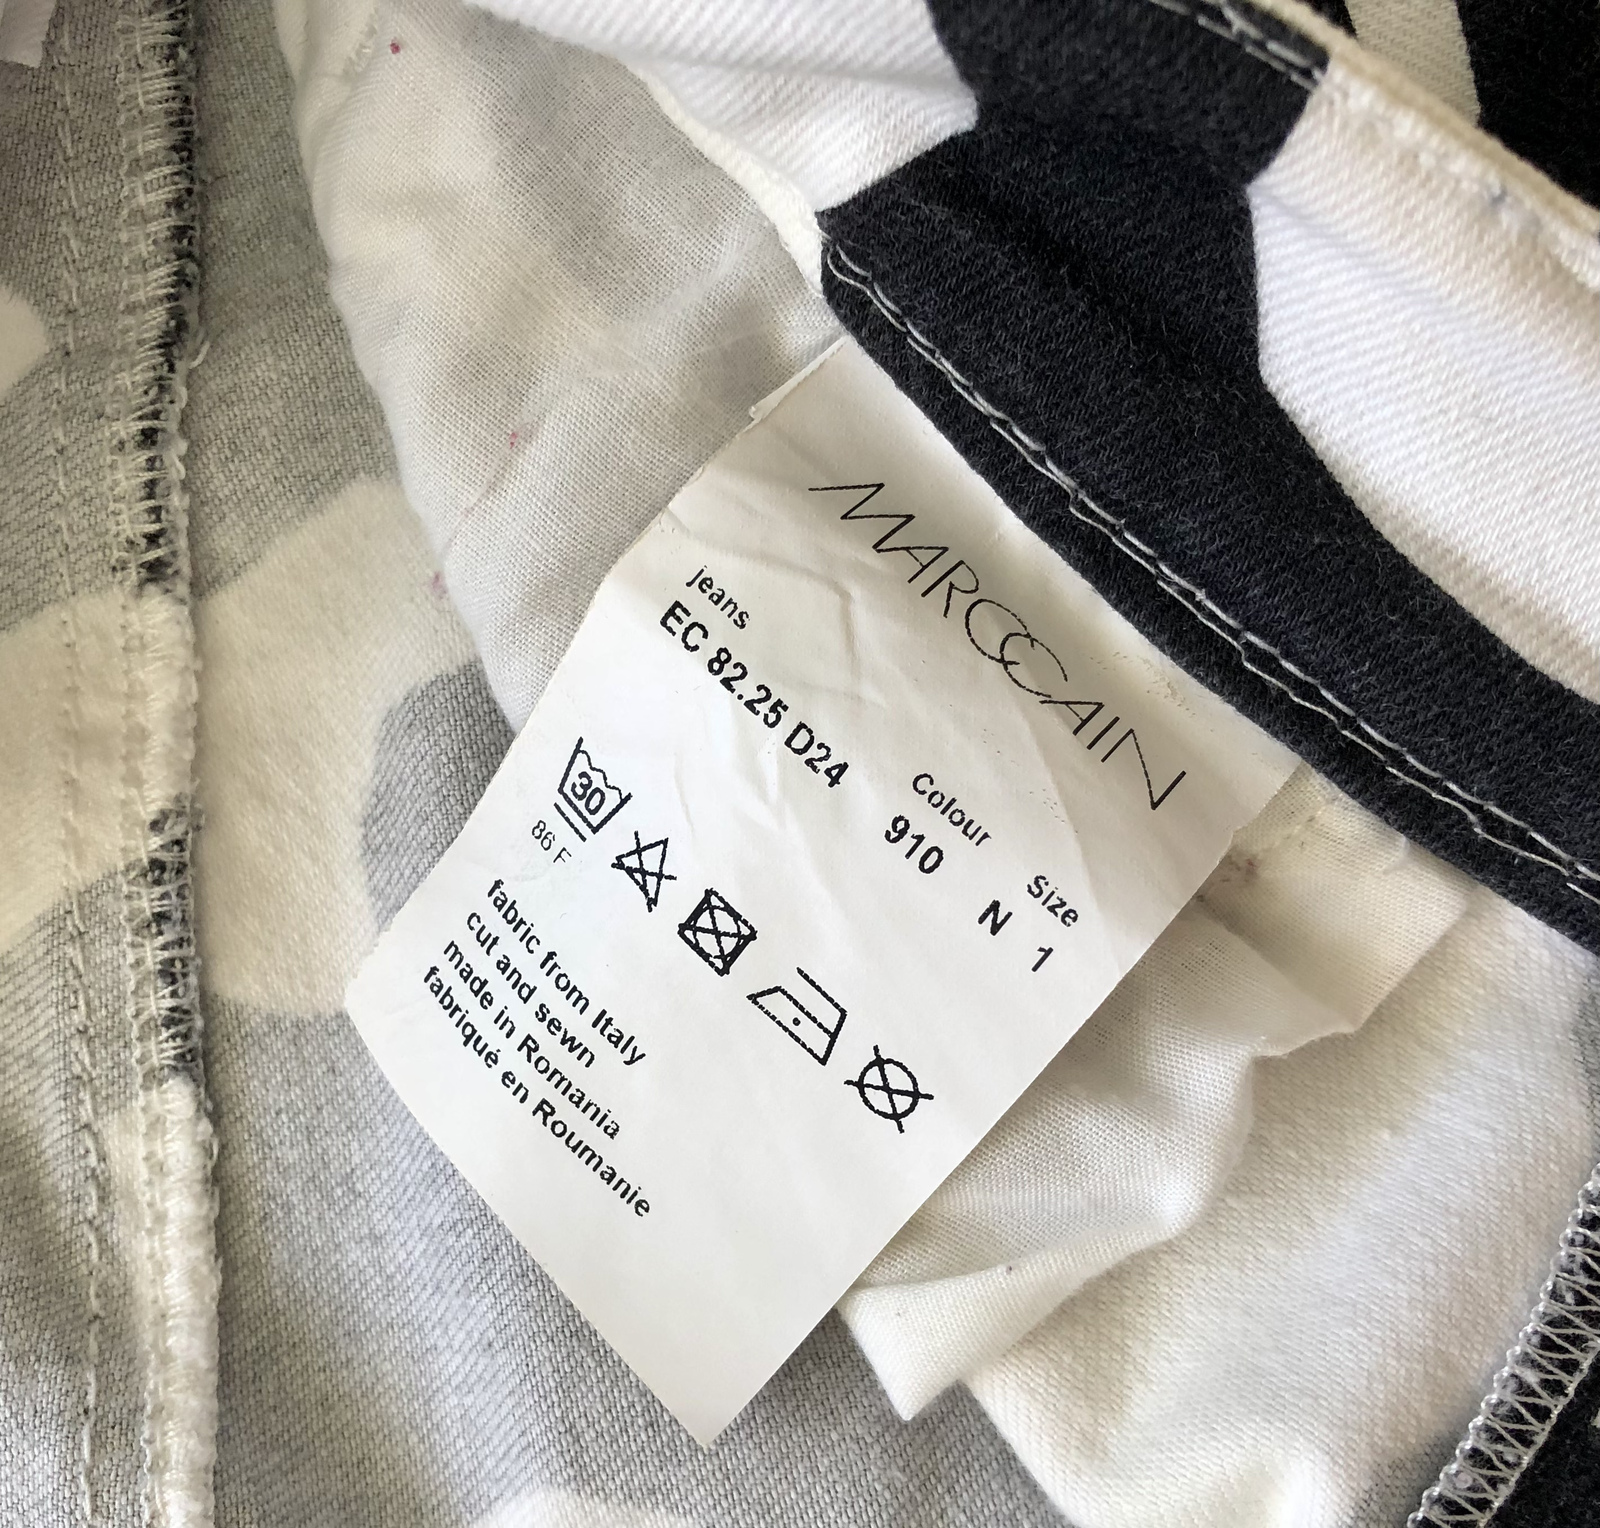 MARCCAIN
jeans Colour Size
EC 82.25 D24 910 N 1
30
86 F
fabric from Italy
cut and sewn
made in Romania
fabriqué en Roumanie